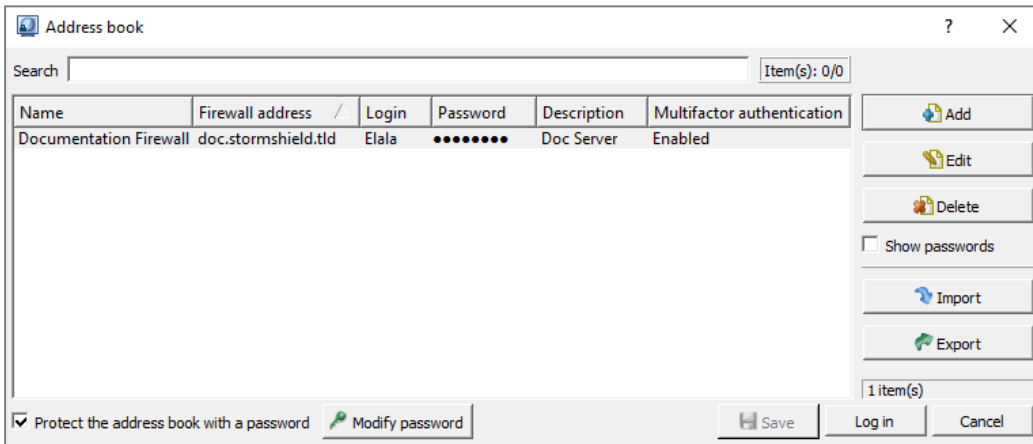 Address book
?
Search
Item(s): 0/0
Name Firewall address Login Password Description Multifactor authentication
Documentation Firewall doc.stormshield.tld Elala ●●●●●●●● Doc Server Enabled
Add
Edit
Delete
Show passwords
Import
Export
1 item(s)
Protect the address book with a password
Modify password
Save
Log in
Cancel